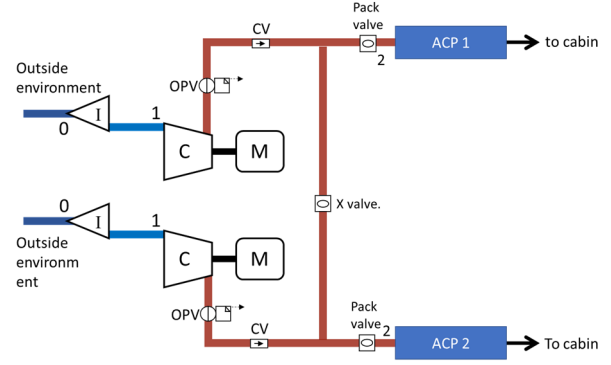 Pack
valve
CV
2
ACP 1
to cabin
Outside
environment
OPV
0
I
1
C
M
X valve.
0
I
1
Outside
environm
ent
C
M
OPV
CV
Pack
valve
2
ACP 2
To cabin